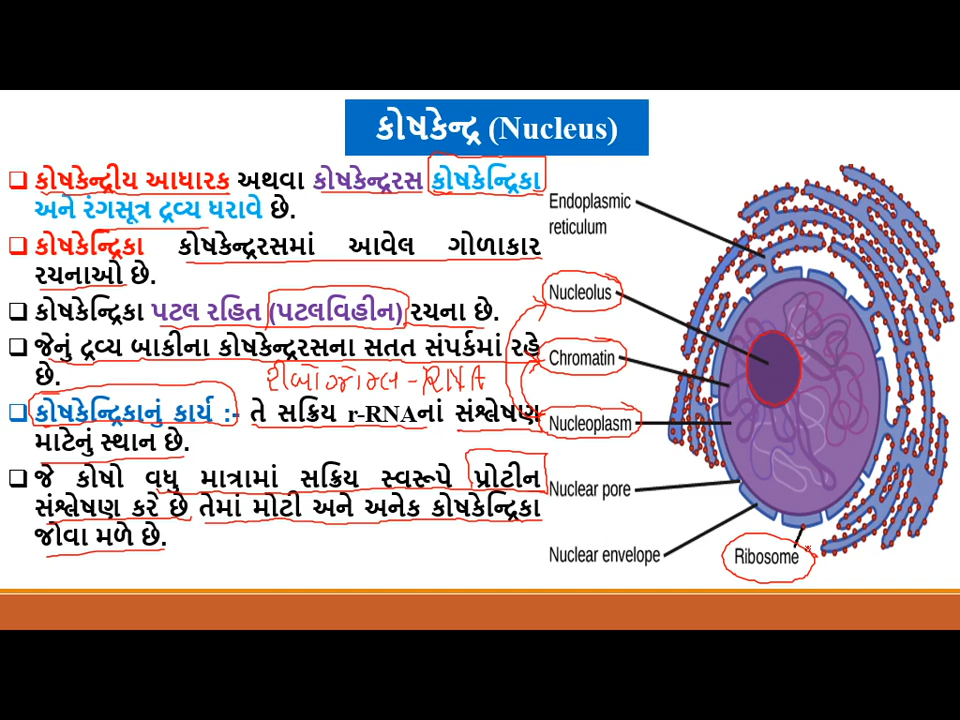 કોષકેન્દ્ર (Nucleus)
કોષકેન્દ્રીય આધારક અથવા કોષકેન્દ્રરસ કોષકેન્દ્રિકા
અને રંગસૂત્ર દ્રવ્ય ધરાવે છે.
કોષકેન્દ્રિકા કોષકેન્દ્રરસમાં આવેલ ગોળાકાર
રચનાઓ છે.
કોષકેન્દ્રિકા પટલ રહિત (પટલવિહીન) રચના છે.
જેનું દ્રવ્ય બાકીના કોષકેન્દ્રરસના સતત સંપર્કમાં રહે
છે.
રીબોઝોમલ - RNA
કોષકેન્દ્રિકાનું કાર્ય :- તે સક્રિય r-RNAનાં સંશ્લેષણ
માટેનું સ્થાન છે.
જે કોષો વધુ માત્રામાં સક્રિય સ્વરૂપે પ્રોટીન
સંશ્લેષણ કરે છે તેમાં મોટી અને અનેક કોષકેન્દ્રિકા
જોવા મળે છે.
Endoplasmic
reticulum
Nucleolus
Chromatin
Nucleoplasm
Nuclear pore
Nuclear envelope
Ribosome